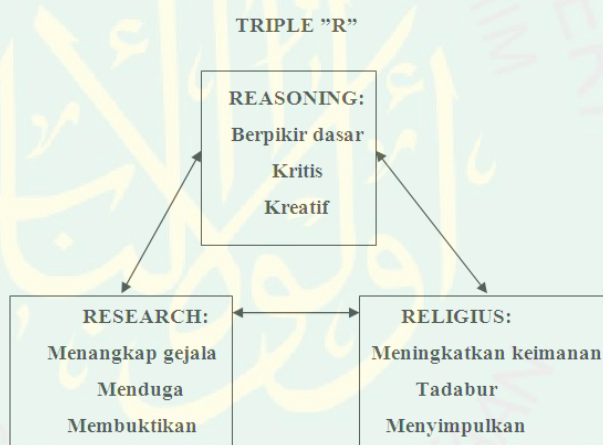 TRIPLE ”R”
REASONING:
Berpikir dasar
Kritis
Kreatif
RESEARCH:
Menangkap gejala
Menduga
Membuktikan
RELIGIUS:
Meningkatkan keimanan
Tadabur
Menyimpulkan